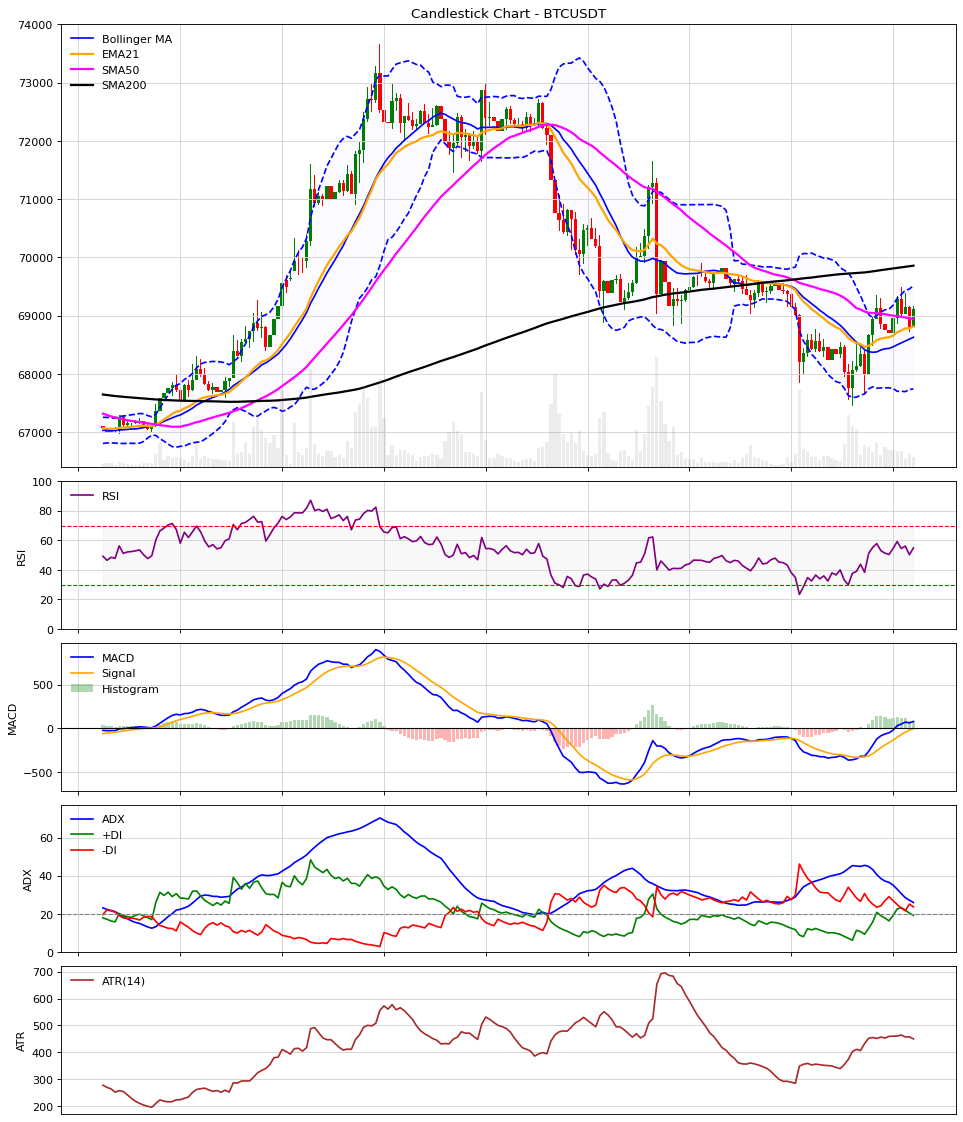 Candlestick Chart - BTCUSDT
74000
73000
72000
71000
70000
69000
68000
67000
Bollinger MA
EMA21
SMA50
SMA200
100
80
60
40
20
0
RSI
RSI
500
0
−500
MACD
MACD
Signal
Histogram
60
40
20
0
ADX
ADX
+DI
-DI
700
600
500
400
300
200
ATR
ATR(14)